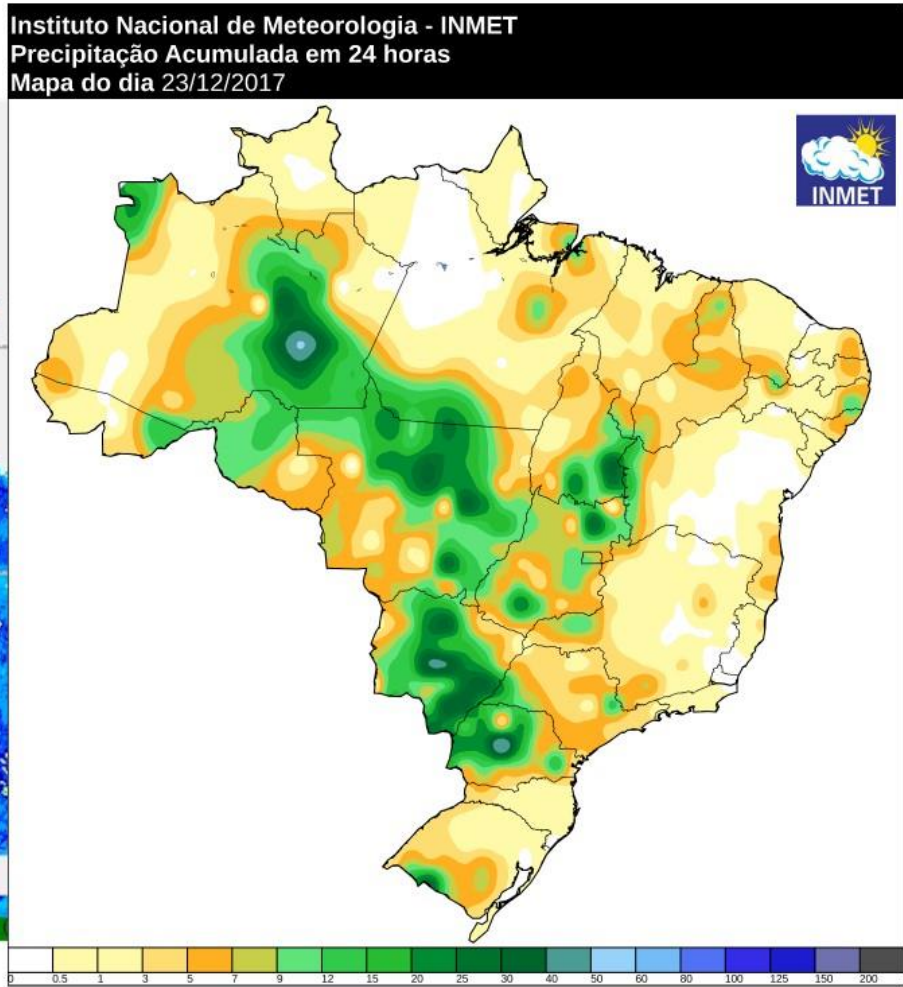 Instituto Nacional de Meteorologia - INMET
Precipitação Acumulada em 24 horas
Mapa do dia 23/12/2017
INMET
0 0.5 1 3 5 7 9 12 15 20 25 30 40 50 60 80 100 125 150 200